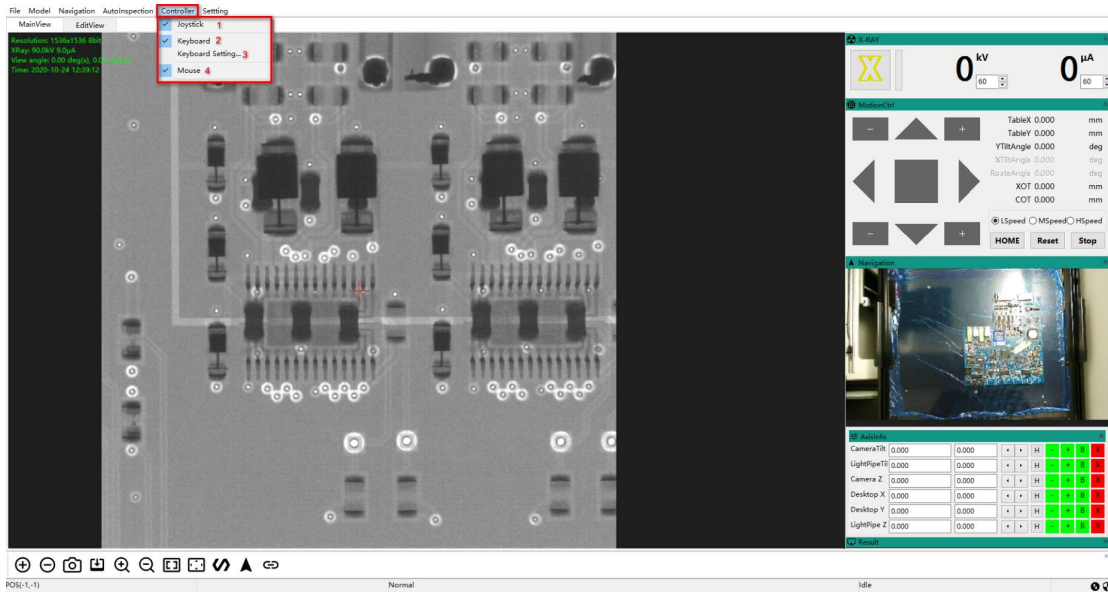 File Model Navigation AutoInspection Controller Settting
MainView EditView
Joystick 1
Keyboard 2
Keyboard Setting... 3
Mouse 4
Resolution: 1536x1536 8bit
XRay: 90.0kV 9.0μA
View angle: 0.00 deg(x), 0.0
Time: 2020-10-24 12:39:12
X-RAY
0 kV 60 0 μA 60
MotionCtrl
TableX 0.000 mm
TableY 0.000 mm
YTiltAngle 0.000 deg
XTiltAngle 0.000 deg
RoateAngle 0.000 deg
XOT 0.000 mm
COT 0.000 mm
LSpeed MSpeed HSpeed
HOME Reset Stop
Navigation
AxisInfo
CameraTilt 0.000 0.000 H - + B X
LightPipeTil 0.000 0.000 H - + B X
Camera Z 0.000 0.000 H - + B X
Desktop X 0.000 0.000 H - + B X
Desktop Y 0.000 0.000 H - + B X
LightPipe Z 0.000 0.000 H - + B X
Result
POS(-1,-1) Normal Idle